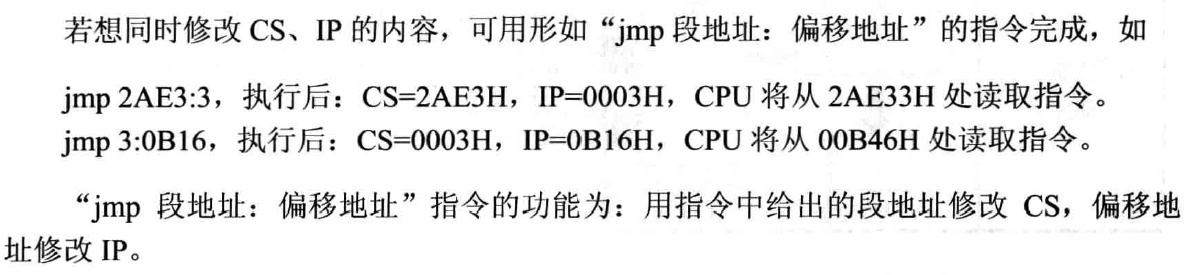 若想同时修改 CS、IP 的内容，可用形如“jmp 段地址：偏移地址”的指令完成，如
jmp 2AE3:3，执行后：CS=2AE3H，IP=0003H，CPU 将从 2AE33H 处读取指令。
jmp 3:0B16，执行后：CS=0003H，IP=0B16H，CPU 将从 00B46H 处读取指令。
“jmp 段地址：偏移地址”指令的功能为：用指令中给出的段地址修改 CS，偏移地
址修改 IP。